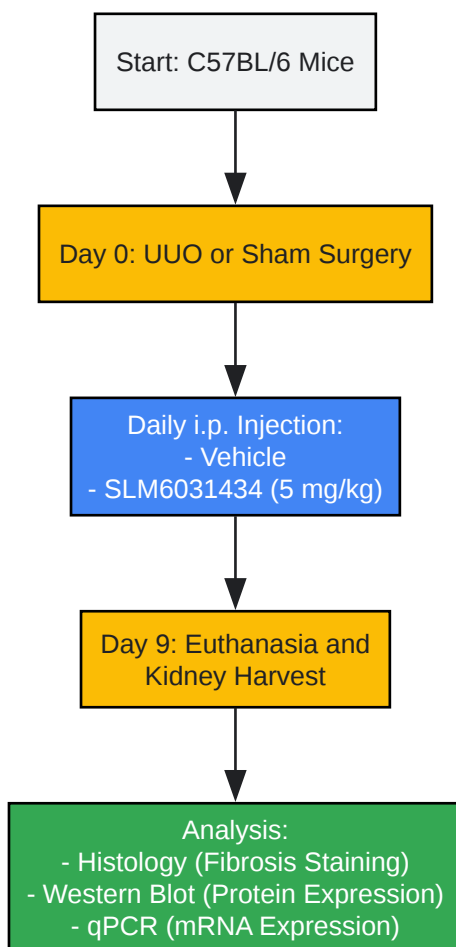 Start: C57BL/6 Mice
Day 0: UUO or Sham Surgery
Daily i.p. Injection:
- Vehicle
- SLM6031434 (5 mg/kg)
Day 9: Euthanasia and
Kidney Harvest
Analysis:
- Histology (Fibrosis Staining)
- Western Blot (Protein Expression)
- qPCR (mRNA Expression)